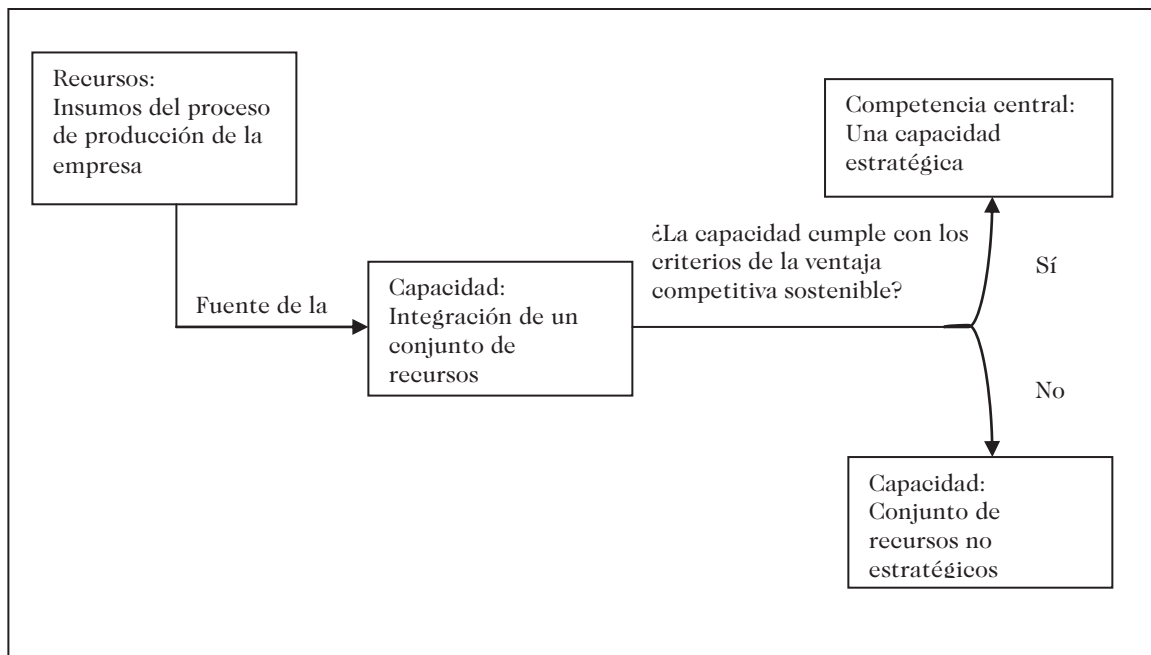 Recursos:
Insumos del proceso
de producción de la
empresa
Fuente de la
Capacidad:
Integración de un
conjunto de
recursos
¿La capacidad cumple con los
criterios de la ventaja
competitiva sostenible?
Competencia central:
Una capacidad
estratégica
Sí
No
Capacidad:
Conjunto de
recursos no
estratégicos